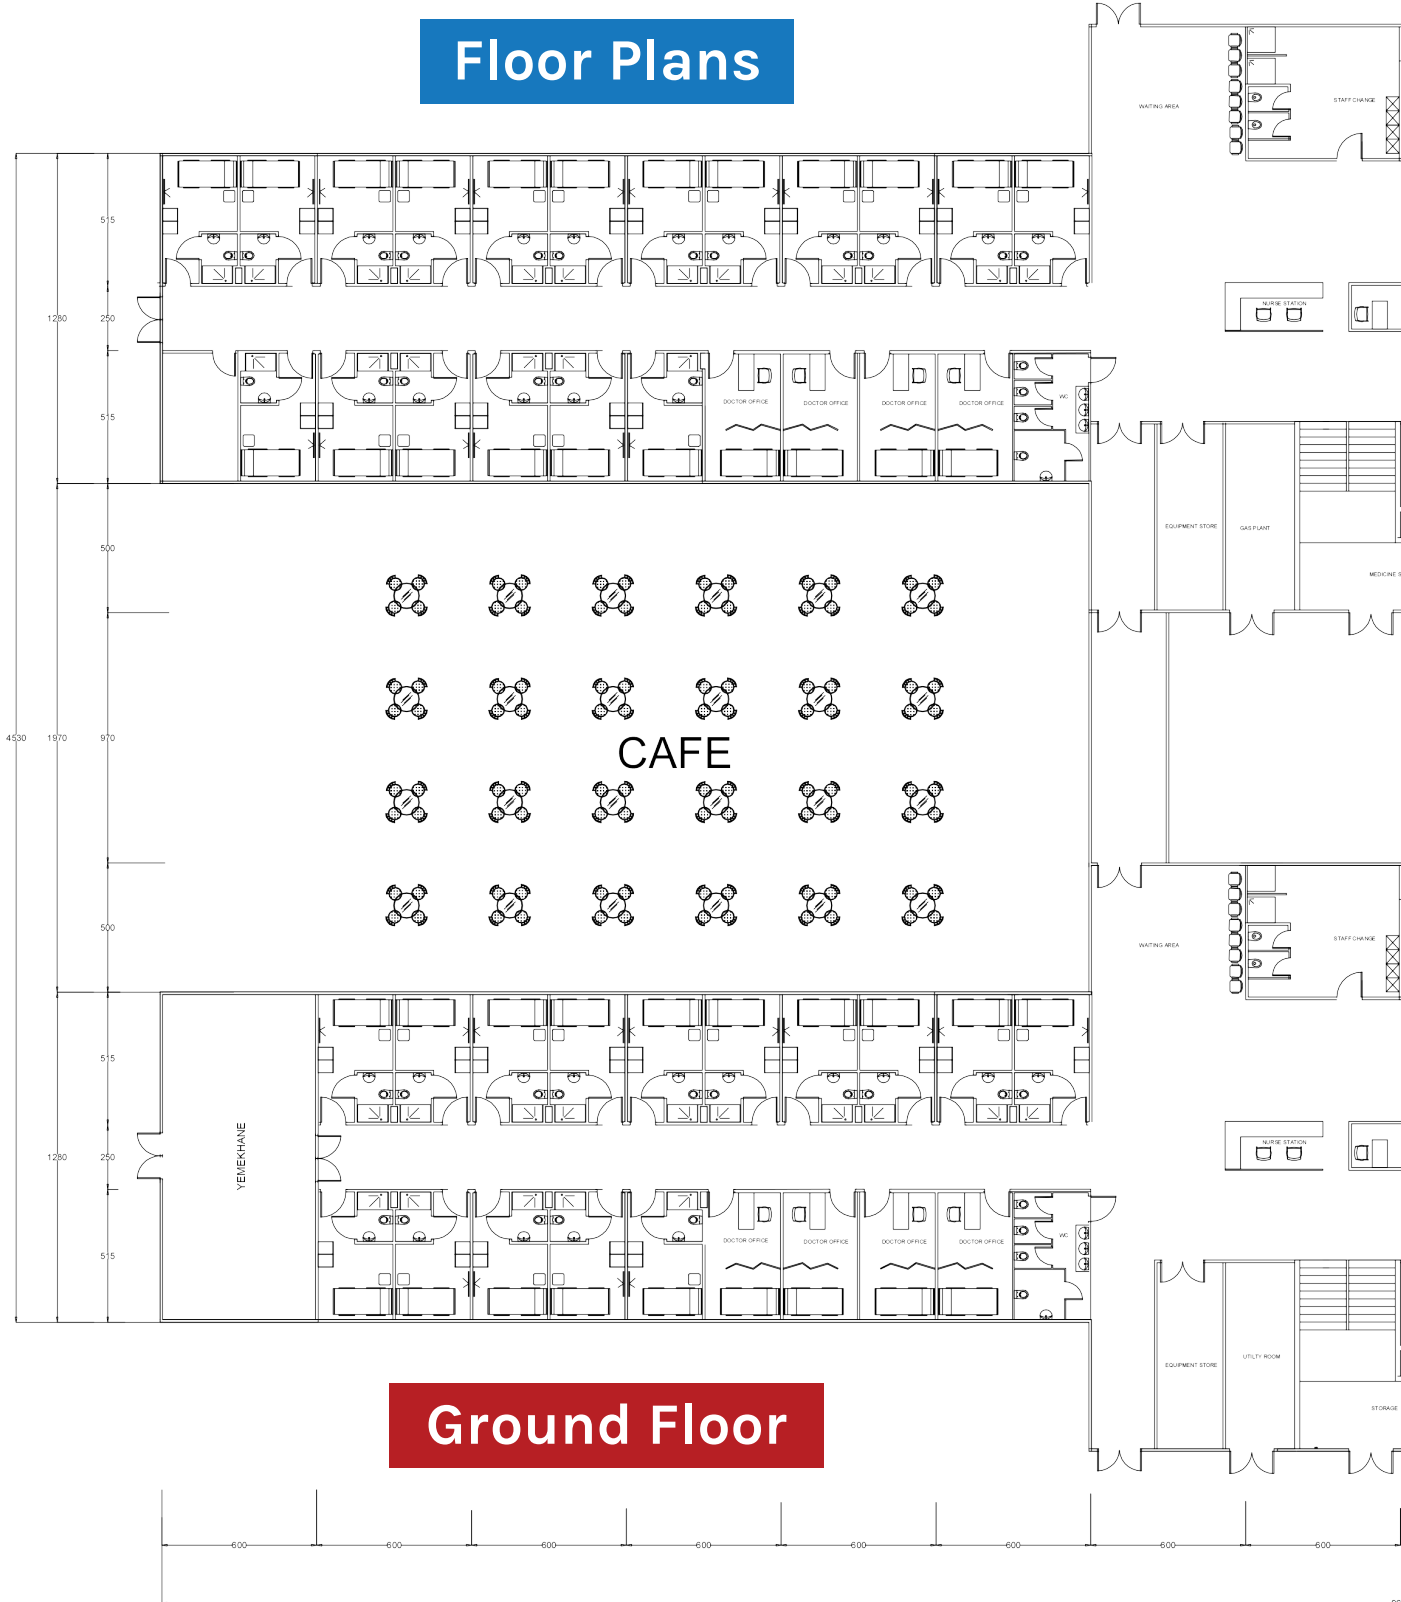 Floor Plans
WAITING AREA
STAFF CHANGE
515
1280
250
NURSE STATION
515
DOCTOR OFFICE
DOCTOR OFFICE
DOCTOR OFFICE
DOCTOR OFFICE
WC
EQUIPMENT STORE
GAS PLANT
500
MEDICINE S
4530
1970
970
CAFE
500
WAITING AREA
STAFF CHANGE
515
YEMEKHANE
1280
250
NURSE STATION
515
DOCTOR OFFICE
DOCTOR OFFICE
DOCTOR OFFICE
DOCTOR OFFICE
WC
EQUIPMENT STORE
UTILTY ROOM
STORAGE
Ground Floor
600
600
600
600
600
600
600
600